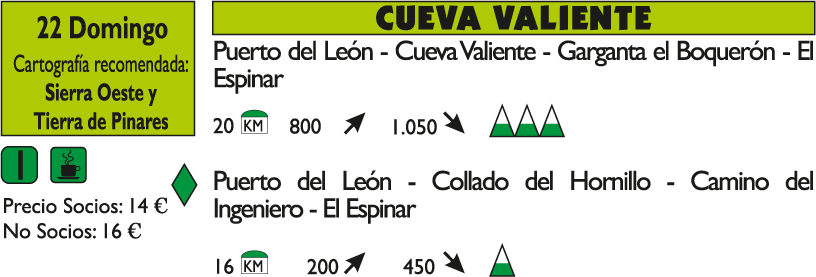 22 Domingo
Cartografía recomendada:
Sierra Oeste y
Tierra de Pinares
I
Precio Socios: 14 €
No Socios: 16 €
CUEVA VALIENTE
Puerto del León - Cueva Valiente - Garganta el Boquerón - El
Espinar
20 KM 800 1.050
Puerto del León - Collado del Hornillo - Camino del
Ingeniero - El Espinar
16 KM 200 450